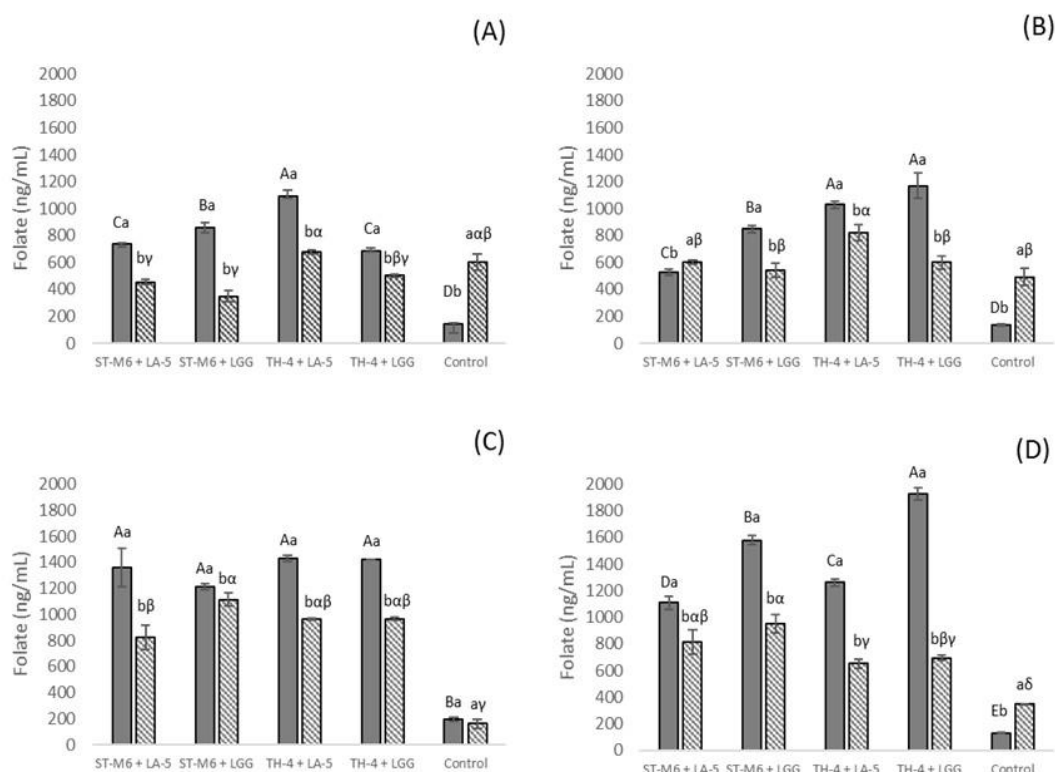 (A)
Folate (ng/mL)
2000
1800
1600
1400
1200
1000
800
600
400
200
0
Ca
bγ
Ba
bγ
Aa
bα
Ca
bβγ
Db
aαβ
ST-M6 + LA-5 ST-M6 + LGG TH-4 + LA-5 TH-4 + LGG Control
(B)
Folate (ng/mL)
2000
1800
1600
1400
1200
1000
800
600
400
200
0
Cb
aβ
Ba
bβ
Aa
bα
Aa
bβ
Db
aβ
ST-M6 + LA-5 ST-M6 + LGG TH-4 + LA-5 TH-4 + LGG Control
(C)
Folate (ng/mL)
2000
1800
1600
1400
1200
1000
800
600
400
200
0
Aa
bβ
Aa
bα
Aa
bαβ
Aa
bαβ
Ba
aγ
ST-M6 + LA-5 ST-M6 + LGG TH-4 + LA-5 TH-4 + LGG Control
(D)
Folate (ng/mL)
2000
1800
1600
1400
1200
1000
800
600
400
200
0
Da
bαβ
Ba
bα
Ca
bγ
Aa
bβγ
Eb
aδ
ST-M6 + LA-5 ST-M6 + LGG TH-4 + LA-5 TH-4 + LGG Control